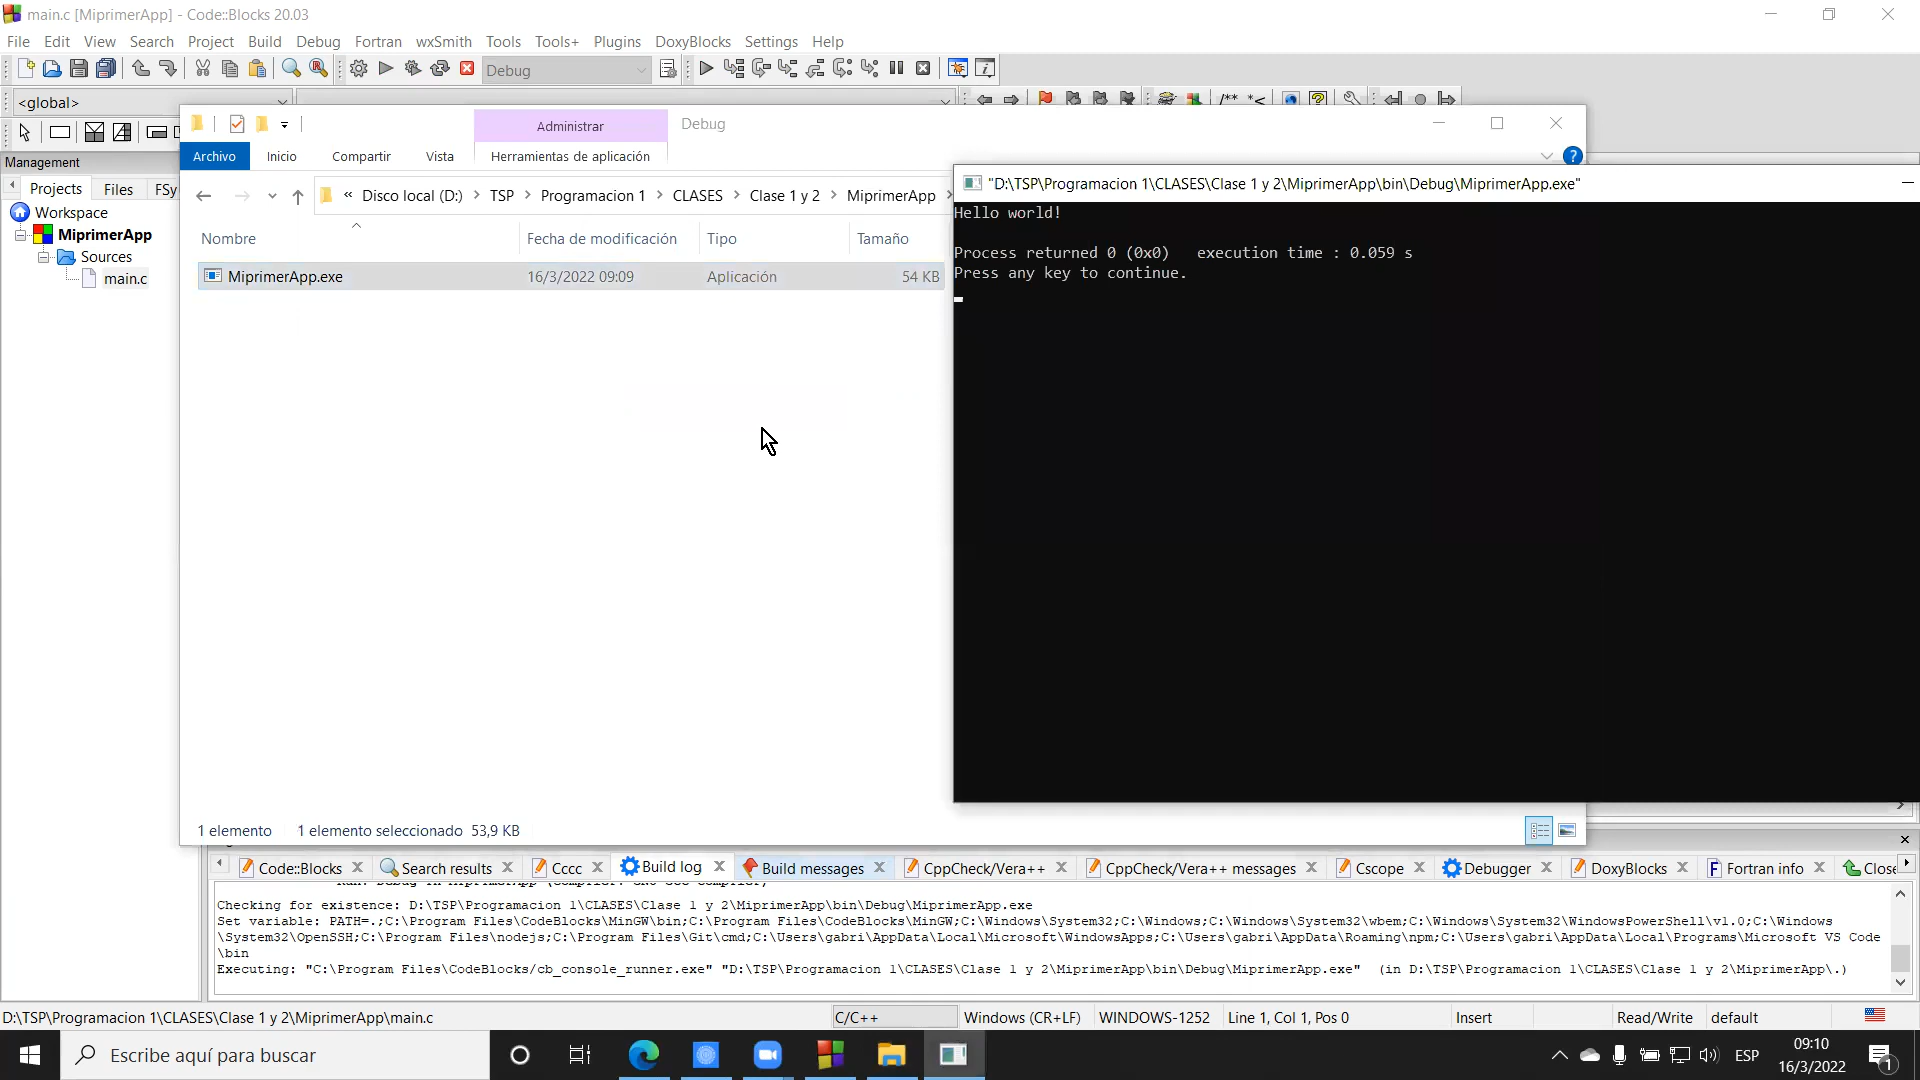 main.c [MiprimerApp] - Code::Blocks 20.03
File Edit View Search Project Build Debug Fortran wxSmith Tools Tools+ Plugins DoxyBlocks Settings Help
Debug
<global>
/** *<
Administrar Debug
Archivo Inicio Compartir Vista Herramientas de aplicación
Management
Projects Files FSy
« Disco local (D:) > TSP > Programacion 1 > CLASES > Clase 1 y 2 > MiprimerApp >
Workspace
MiprimerApp
Sources
main.c
Nombre Fecha de modificación Tipo Tamaño
MiprimerApp.exe 16/3/2022 09:09 Aplicación 54 KB
"D:\TSP\Programacion 1\CLASES\Clase 1 y 2\MiprimerApp\bin\Debug\MiprimerApp.exe"
Hello world!
Process returned 0 (0x0) execution time : 0.059 s
Press any key to continue.
1 elemento 1 elemento seleccionado 53,9 KB
Code::Blocks Search results Cccc Build log Build messages CppCheck/Vera++ CppCheck/Vera++ messages Cscope Debugger DoxyBlocks Fortran info Close
Checking for existence: D:\TSP\Programacion 1\CLASES\Clase 1 y 2\MiprimerApp\bin\Debug\MiprimerApp.exe
Set variable: PATH=.;C:\Program Files\CodeBlocks\MinGW\bin;C:\Program Files\CodeBlocks\MinGW;C:\Windows\System32;C:\Windows;C:\Windows\System32\wbem;C:\Windows\System32\WindowsPowerShell\v1.0;C:\Windows
\System32\OpenSSH;C:\Program Files\nodejs;C:\Program Files\Git\cmd;C:\Users\gabri\AppData\Local\Microsoft\WindowsApps;C:\Users\gabri\AppData\Roaming\npm;C:\Users\gabri\AppData\Local\Programs\Microsoft VS Code
\bin
Executing: "C:\Program Files\CodeBlocks/cb_console_runner.exe" "D:\TSP\Programacion 1\CLASES\Clase 1 y 2\MiprimerApp\bin\Debug\MiprimerApp.exe" (in D:\TSP\Programacion 1\CLASES\Clase 1 y 2\MiprimerApp\.)
D:\TSP\Programacion 1\CLASES\Clase 1 y 2\MiprimerApp\main.c C/C++ Windows (CR+LF) WINDOWS-1252 Line 1, Col 1, Pos 0 Insert Read/Write default
Escribe aquí para buscar
ESP
09:10
16/3/2022
1